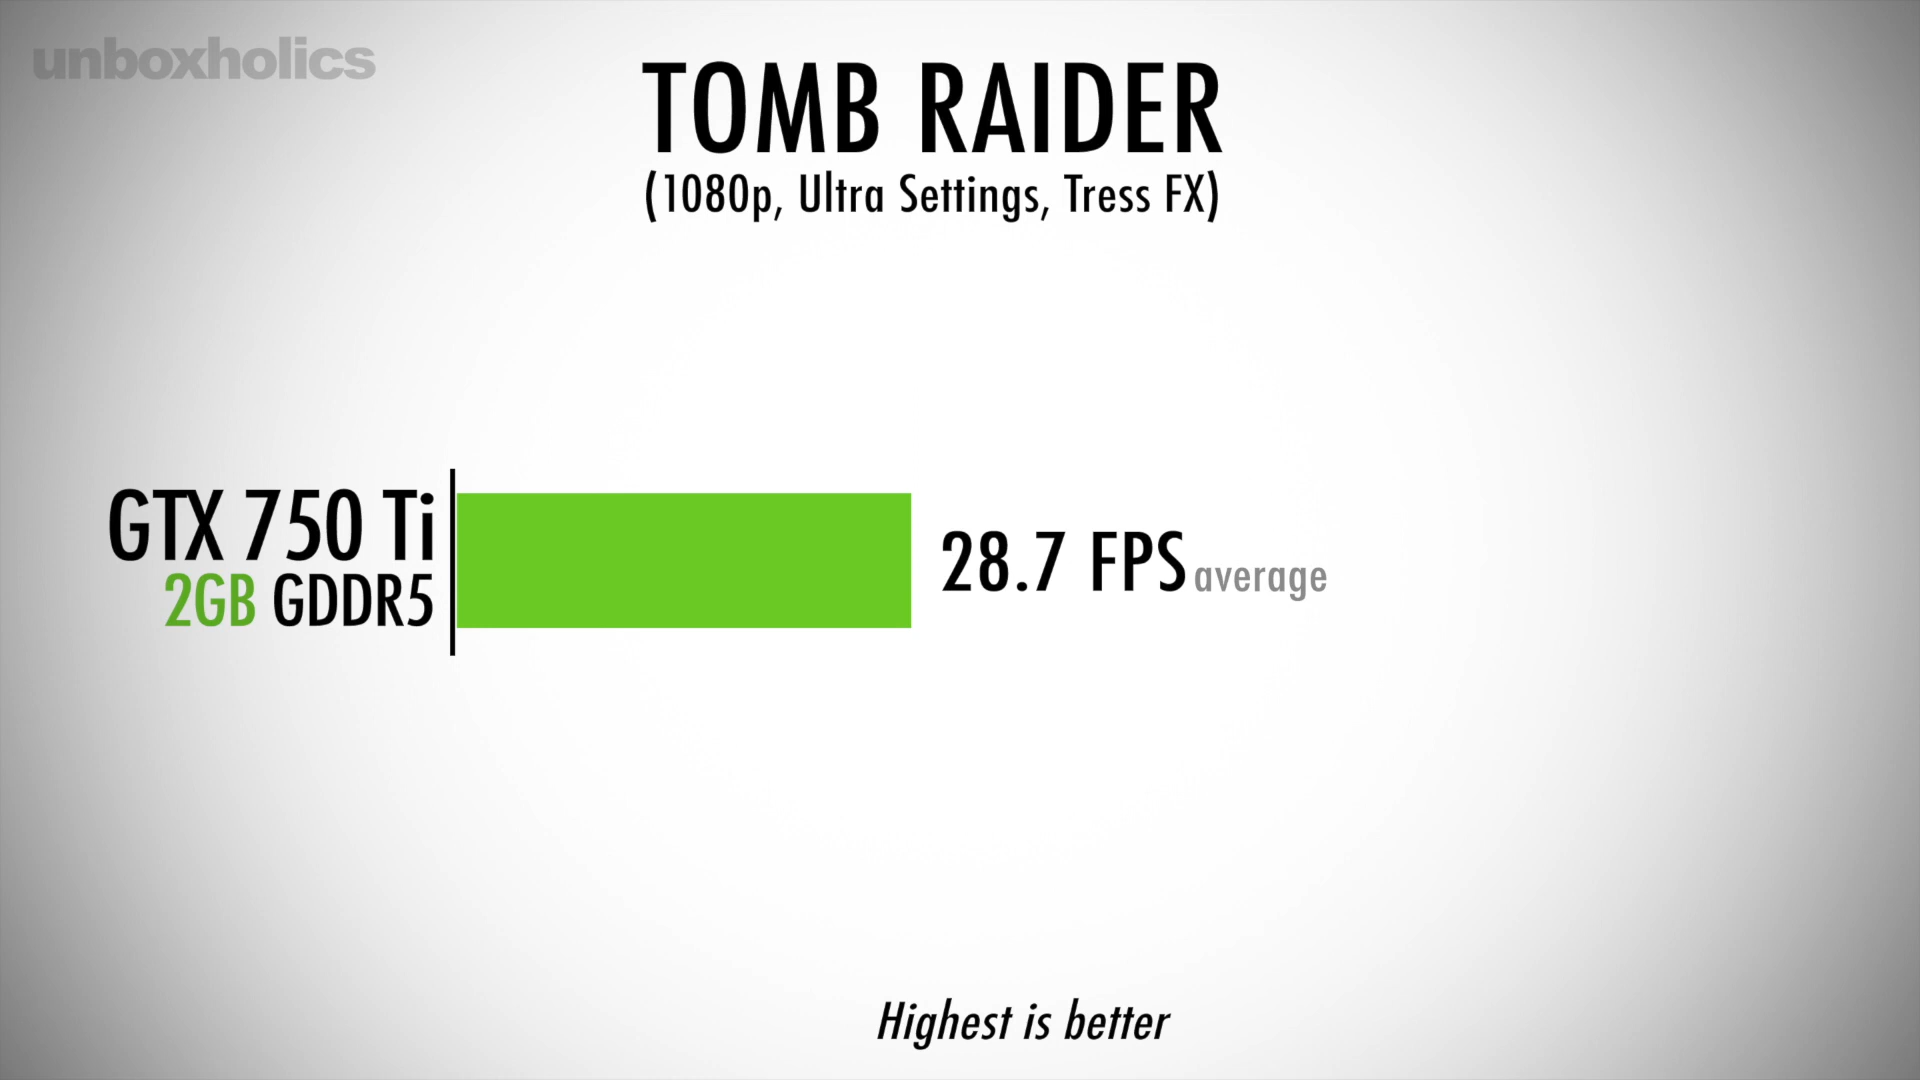 unboxholics
TOMB RAIDER
(1080p, Ultra Settings, Tress FX)
GTX 750 Ti
2GB GDDR5
28.7 FPS average
Highest is better